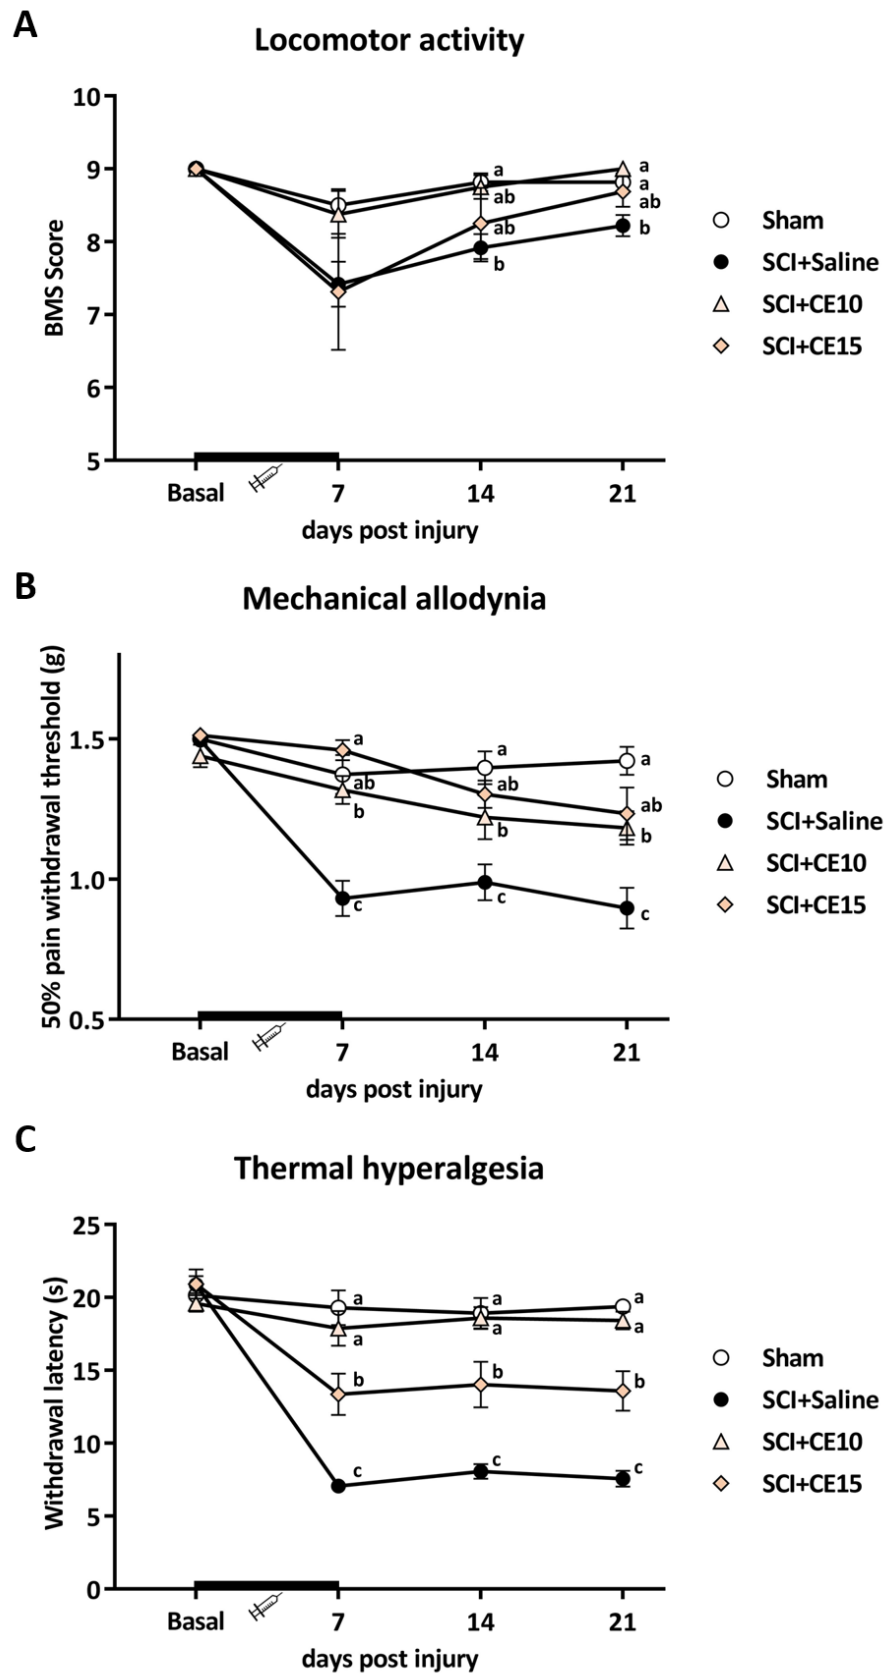 A
Locomotor activity
10
9
8
7
6
5
BMS Score
a
ab
ab
b
a
a
ab
b
Basal
7
14
21
days post injury
Sham
SCI+Saline
SCI+CE10
SCI+CE15
B
Mechanical allodynia
1.5
1.0
0.5
50% pain withdrawal threshold (g)
a
ab
b
c
a
ab
b
c
a
ab
b
c
Basal
7
14
21
days post injury
Sham
SCI+Saline
SCI+CE10
SCI+CE15
C
Thermal hyperalgesia
25
20
15
10
5
0
Withdrawal latency (s)
a
a
b
c
a
a
b
c
a
a
b
c
Basal
7
14
21
days post injury
Sham
SCI+Saline
SCI+CE10
SCI+CE15